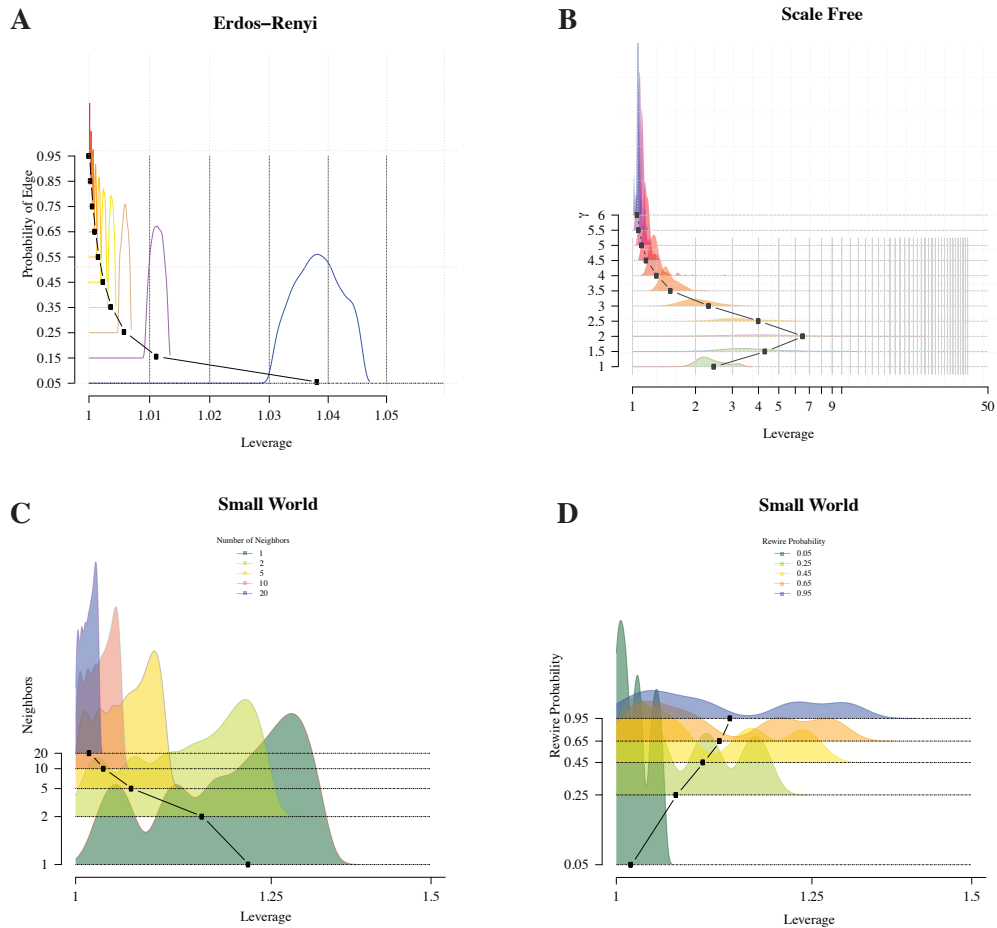 A
Erdos−Renyi
Probability of Edge
0.95
0.85
0.75
0.65
0.55
0.45
0.35
0.25
0.15
0.05
1 1.01 1.02 1.03 1.04 1.05
Leverage
B
Scale Free
γ
6
5.5
5
4.5
4
3.5
3
2.5
2
1.5
1
1 2 3 4 5 7 9 50
Leverage
C
Small World
Number of Neighbors
1
2
5
10
20
Neighbors
20
10
5
2
1
1 1.25 1.5
Leverage
D
Small World
Rewire Probability
0.05
0.25
0.45
0.65
0.95
Rewire Probability
0.95
0.65
0.45
0.25
0.05
1 1.25 1.5
Leverage